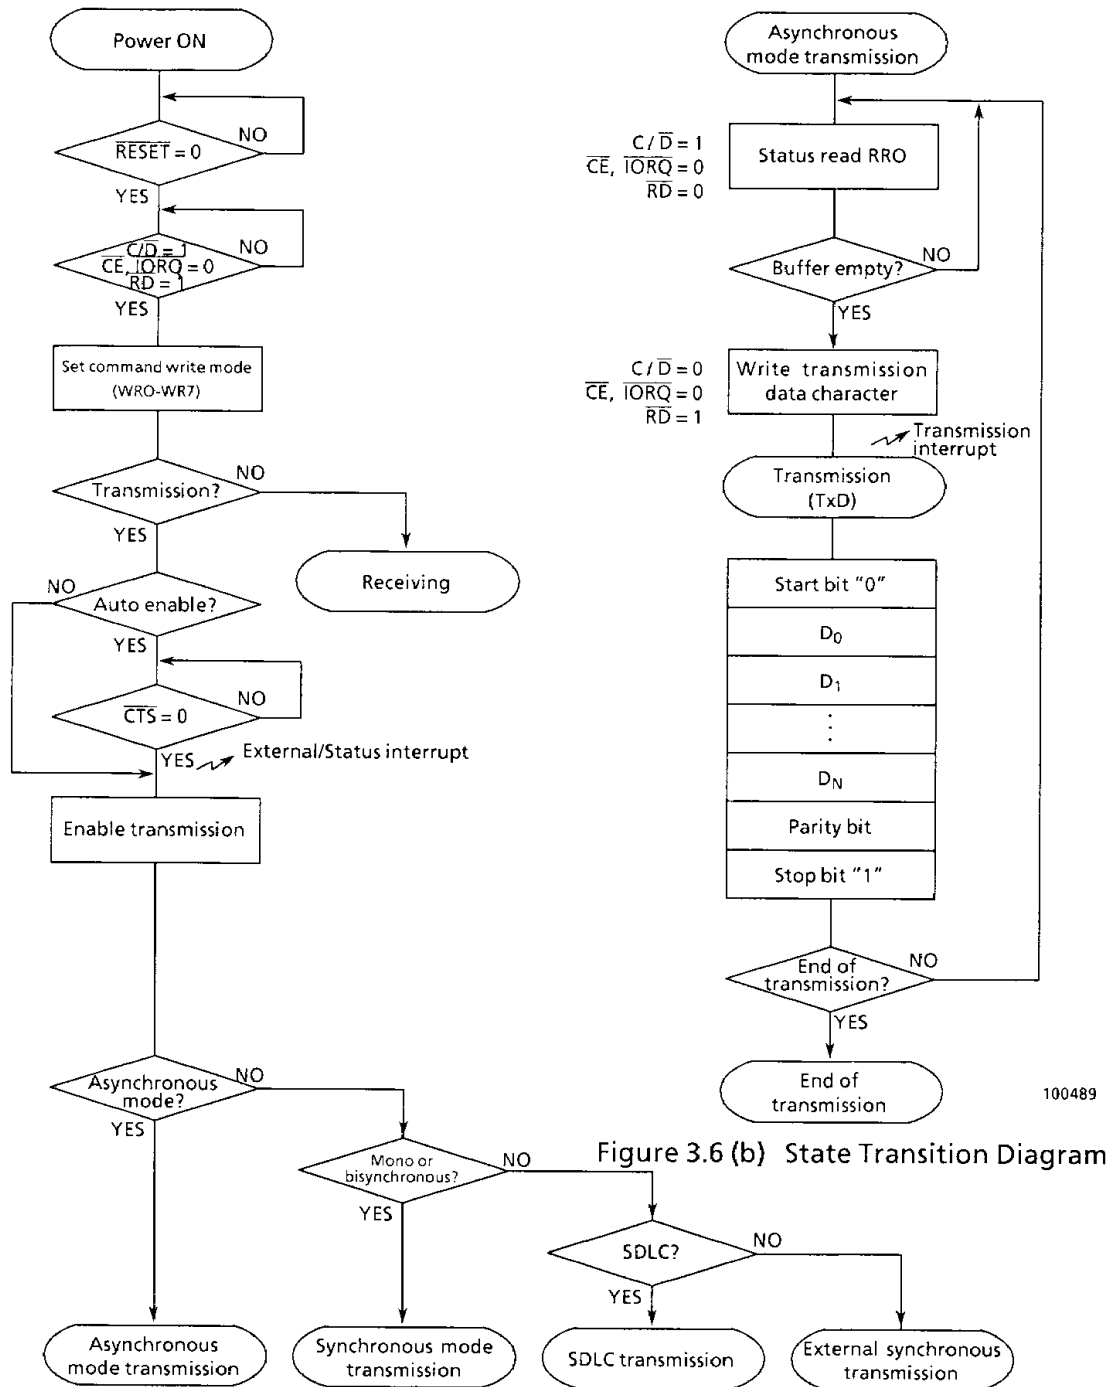 Power ON
RESET = 0
NO
YES
C/D = 1
CE, IORQ = 0
RD = 1
NO
YES
Set command write mode
(WRO-WR7)
Transmission?
NO
YES
Receiving
NO
Auto enable?
YES
CTS = 0
NO
YES
External/Status interrupt
Enable transmission
Asynchronous
mode?
NO
YES
Mono or
bisynchronous?
NO
YES
SDLC?
NO
YES
Asynchronous
mode transmission
Synchronous mode
transmission
SDLC transmission
External synchronous
transmission
Asynchronous
mode transmission
C / D = 1
CE, IORQ = 0
RD = 0
Status read RRO
Buffer empty?
NO
YES
C / D = 0
CE, IORQ = 0
RD = 1
Write transmission
data character
Transmission
interrupt
Transmission
(TxD)
Start bit "0"
D0
D1
⋮
DN
Parity bit
Stop bit "1"
End of
transmission?
NO
YES
End of
transmission
100489
Figure 3.6 (b) State Transition Diagram